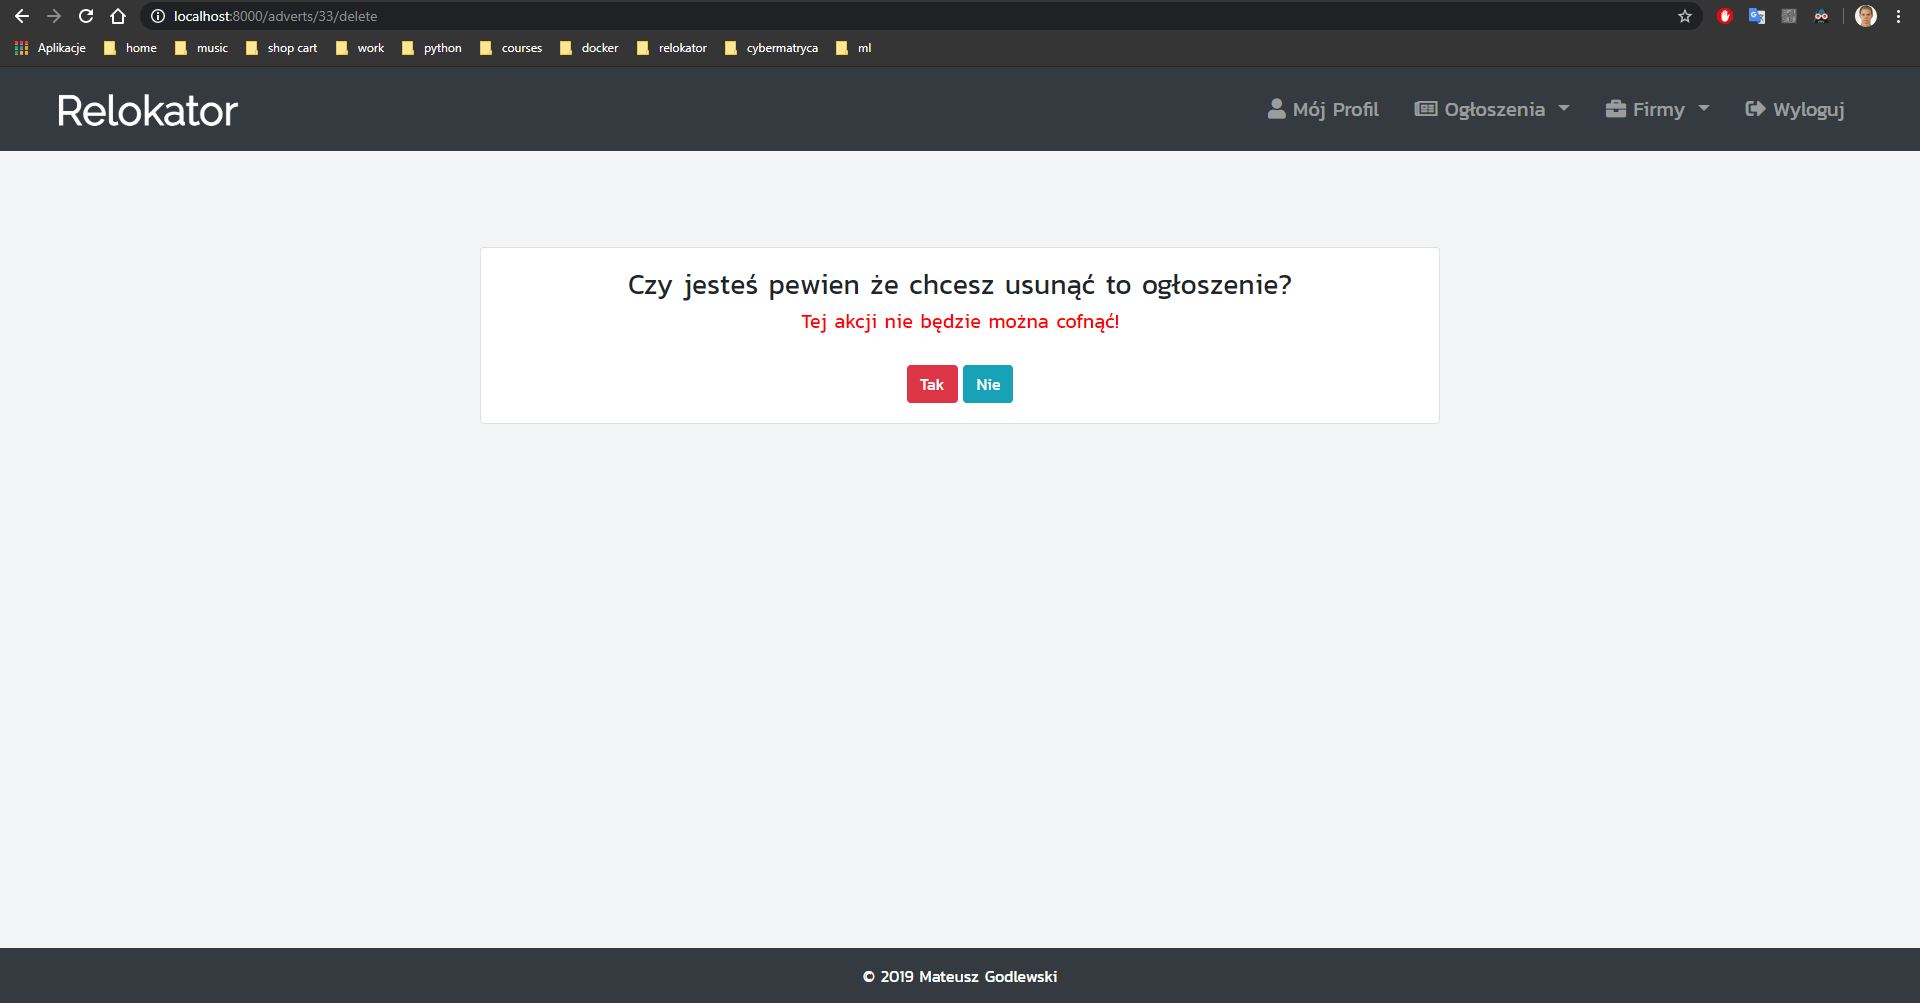 localhost:8000/adverts/33/delete
Aplikacje home music shop cart work python courses docker relokator cybermatryca ml
Relokator
Mój Profil Ogłoszenia Firmy Wyloguj
Czy jesteś pewien że chcesz usunąć to ogłoszenie?
Tej akcji nie będzie można cofnąć!
Tak Nie
© 2019 Mateusz Godlewski